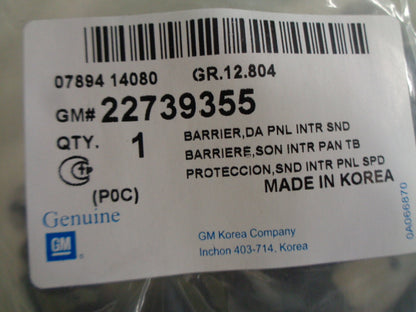 07894 14080 GR.12.804
GM# 22739355
QTY. 1 BARRIER,DA PNL INTR SND
BARRIERE,SON INTR PAN TB
PROTECCION,SND INTR PNL SPD
(P0C) MADE IN KOREA
Genuine
GM
®
GM Korea Company
Inchon 403-714, Korea
0A066870